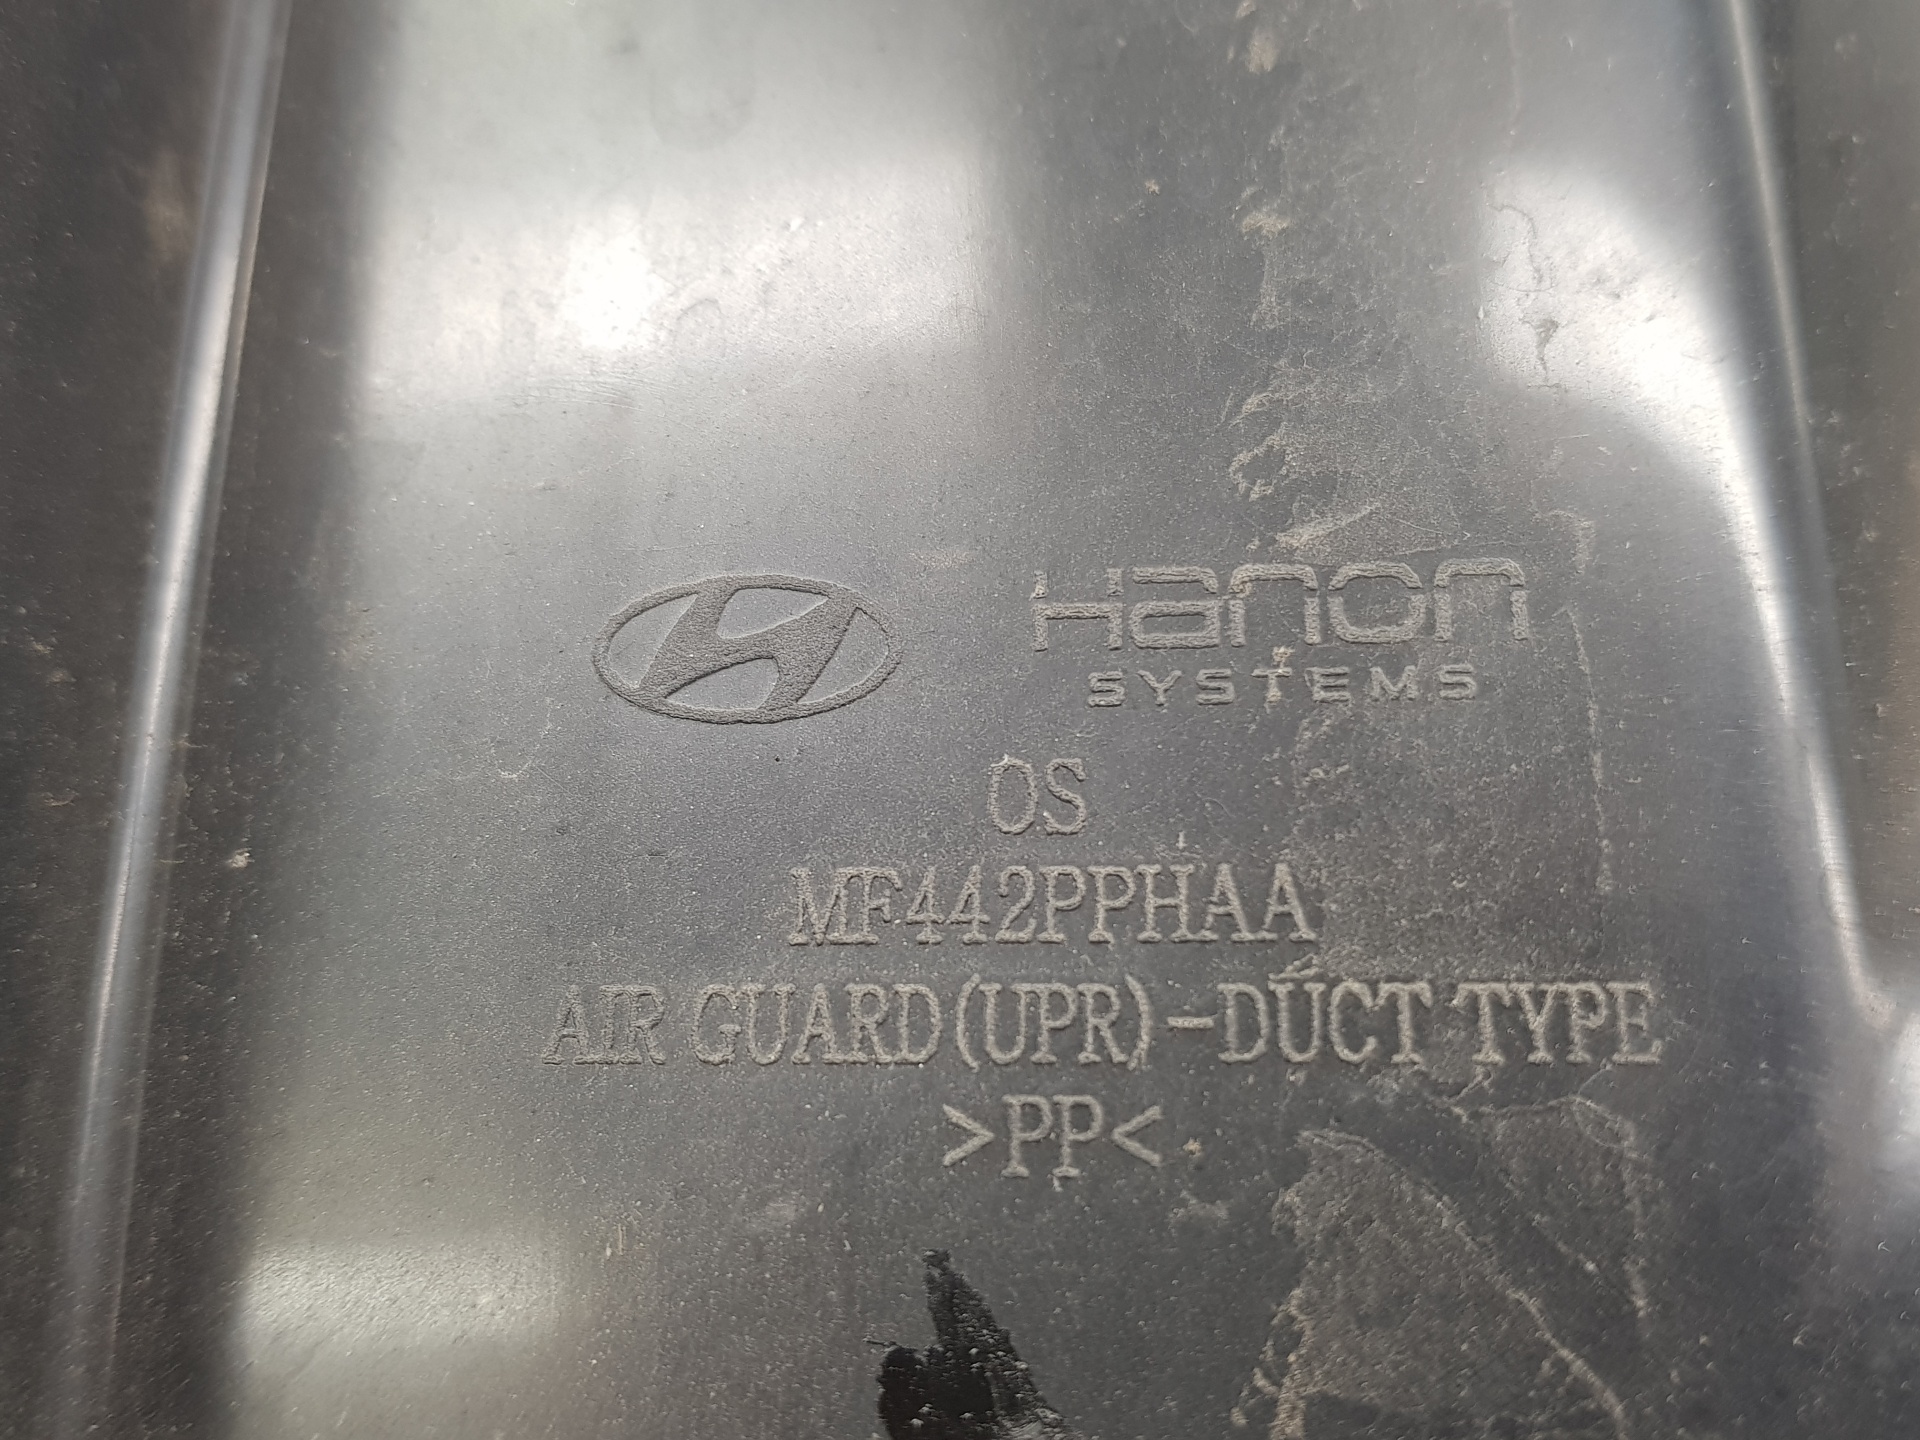 Hanon
SYSTEMS
OS
MF442PPHAA
AIR GUARD(UPR)-DUCT TYPE
>PP<